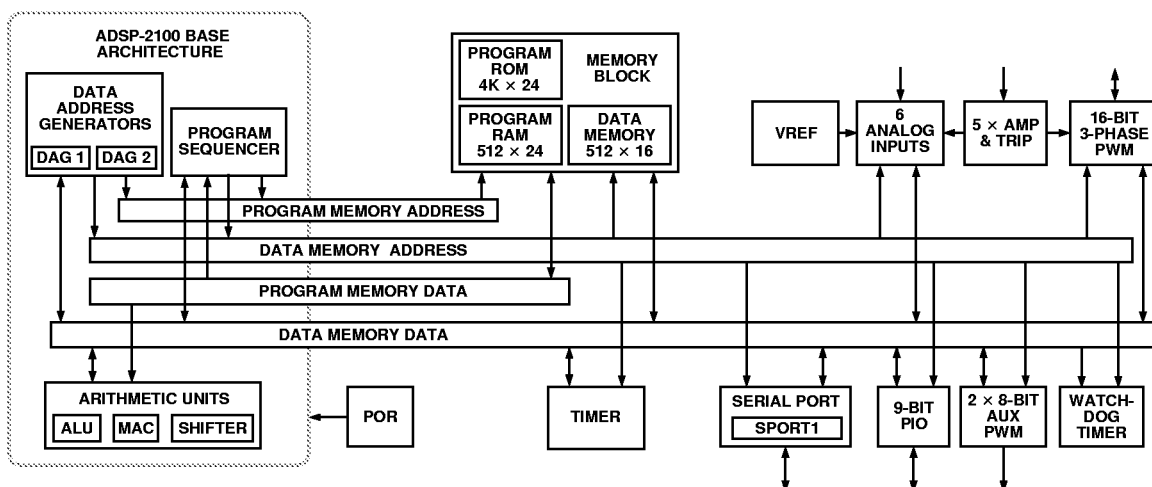 ADSP-2100 BASE
ARCHITECTURE
DATA
ADDRESS
GENERATORS
DAG 1
DAG 2
PROGRAM
SEQUENCER
PROGRAM
ROM
4K × 24
MEMORY
BLOCK
PROGRAM
RAM
512 × 24
DATA
MEMORY
512 × 16
VREF
6
ANALOG
INPUTS
5 × AMP
& TRIP
16-BIT
3-PHASE
PWM
PROGRAM MEMORY ADDRESS
DATA MEMORY ADDRESS
PROGRAM MEMORY DATA
DATA MEMORY DATA
ARITHMETIC UNITS
ALU
MAC
SHIFTER
POR
TIMER
SERIAL PORT
SPORT1
9-BIT
PIO
2 × 8-BIT
AUX
PWM
WATCH-
DOG
TIMER